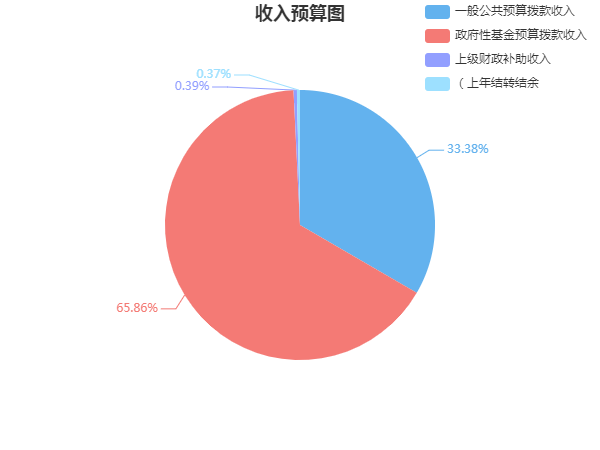 收入预算图
一般公共预算拨款收入
政府性基金预算拨款收入
上级财政补助收入
（上年结转结余
0.37%
0.39%
33.38%
65.86%